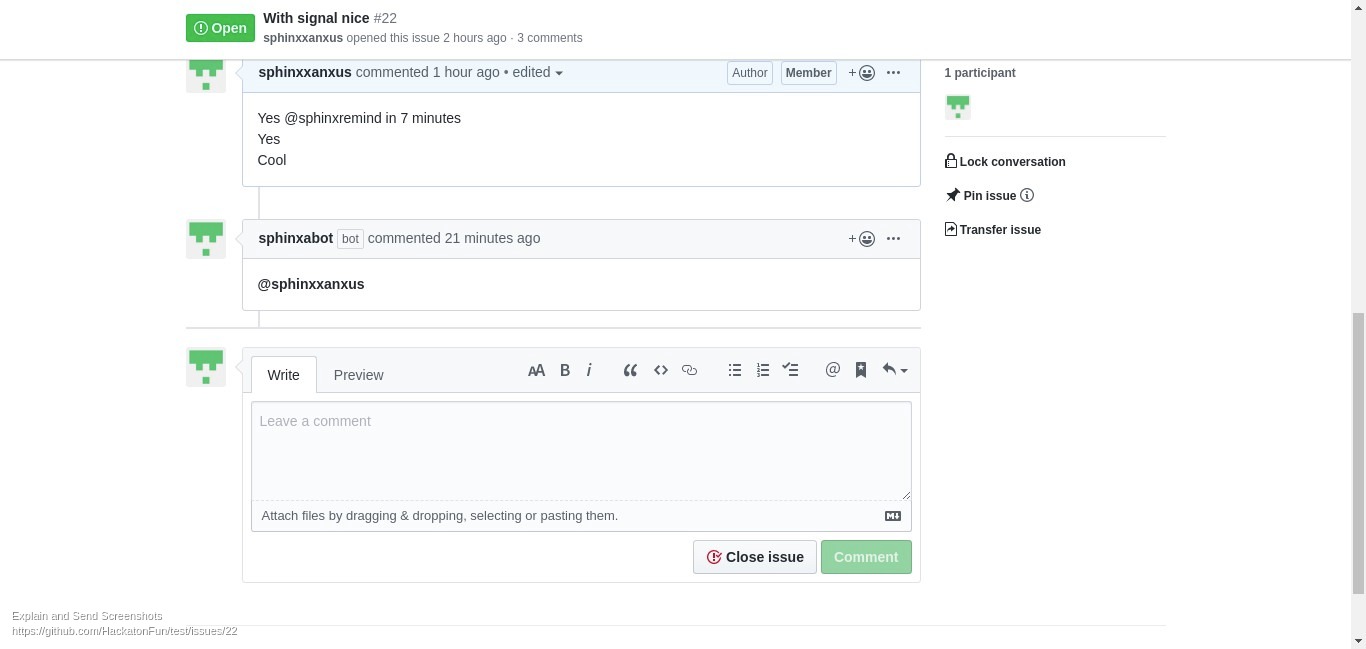 Open
With signal nice #22
sphinxxanxus opened this issue 2 hours ago · 3 comments
sphinxxanxus commented 1 hour ago • edited
Author
Member
Yes @sphinxremind in 7 minutes
Yes
Cool
sphinxabot bot commented 21 minutes ago
@sphinxxanxus
Write
Preview
AA B i
Leave a comment
Attach files by dragging & dropping, selecting or pasting them.
Close issue
Comment
1 participant
Lock conversation
Pin issue
Transfer issue
Explain and Send Screenshots
https://github.com/HackatonFun/test/issues/22